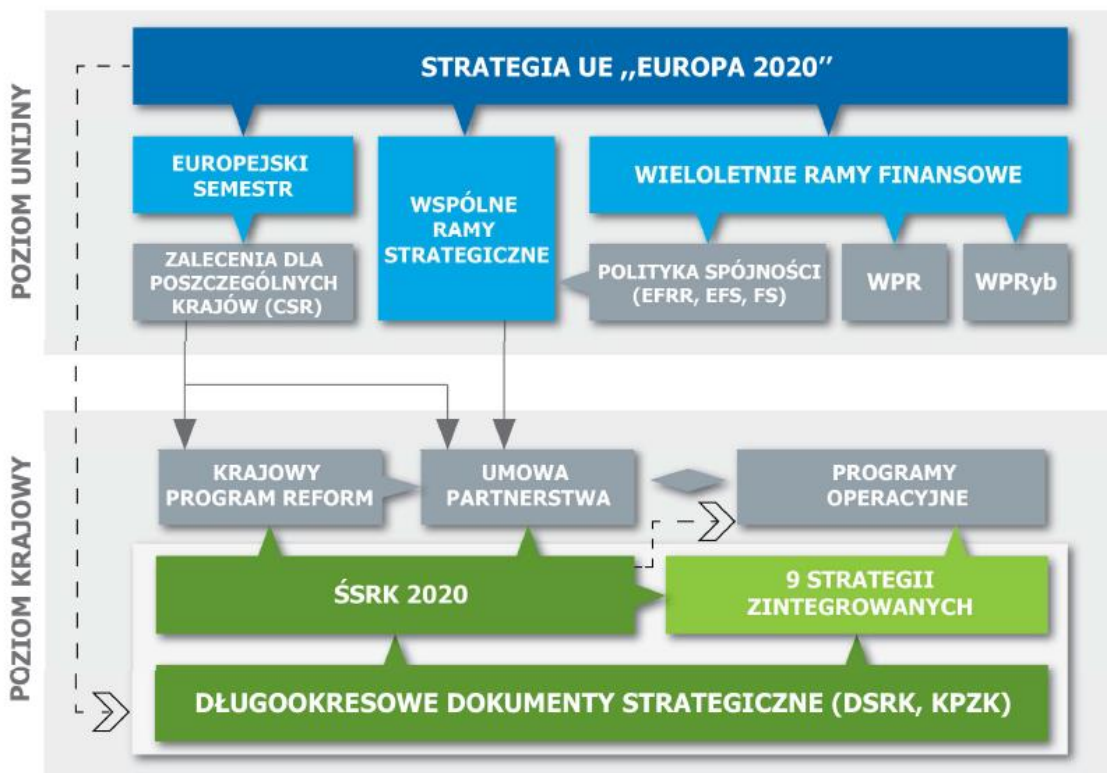 POZIOM UNIJNY
STRATEGIA UE ,,EUROPA 2020”
EUROPEJSKI
SEMESTR
WSPÓLNE
RAMY
STRATEGICZNE
WIELOLETNIE RAMY FINANSOWE
ZALECENIA DLA
POSZCZEGÓLNYCH
KRAJÓW (CSR)
POLITYKA SPÓJNOŚCI
(EFRR, EFS, FS)
WPR
WPRyb
POZIOM KRAJOWY
KRAJOWY
PROGRAM REFORM
UMOWA
PARTNERSTWA
PROGRAMY
OPERACYJNE
ŚSRK 2020
9 STRATEGII
ZINTEGROWANYCH
DŁUGOOKRESOWE DOKUMENTY STRATEGICZNE (DSRK, KPZK)